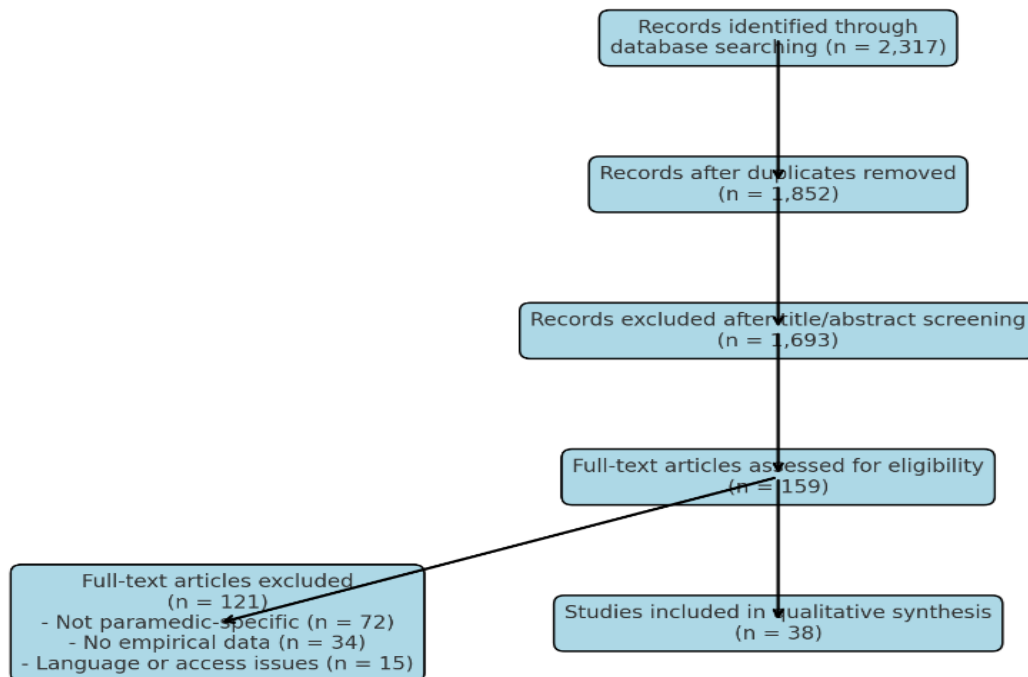 Records identified through
database searching (n = 2,317)
Records after duplicates removed
(n = 1,852)
Records excluded after title/abstract screening
(n = 1,693)
Full-text articles assessed for eligibility
(n = 159)
Full-text articles excluded
(n = 121)
- Not paramedic-specific (n = 72)
- No empirical data (n = 34)
- Language or access issues (n = 15)
Studies included in qualitative synthesis
(n = 38)